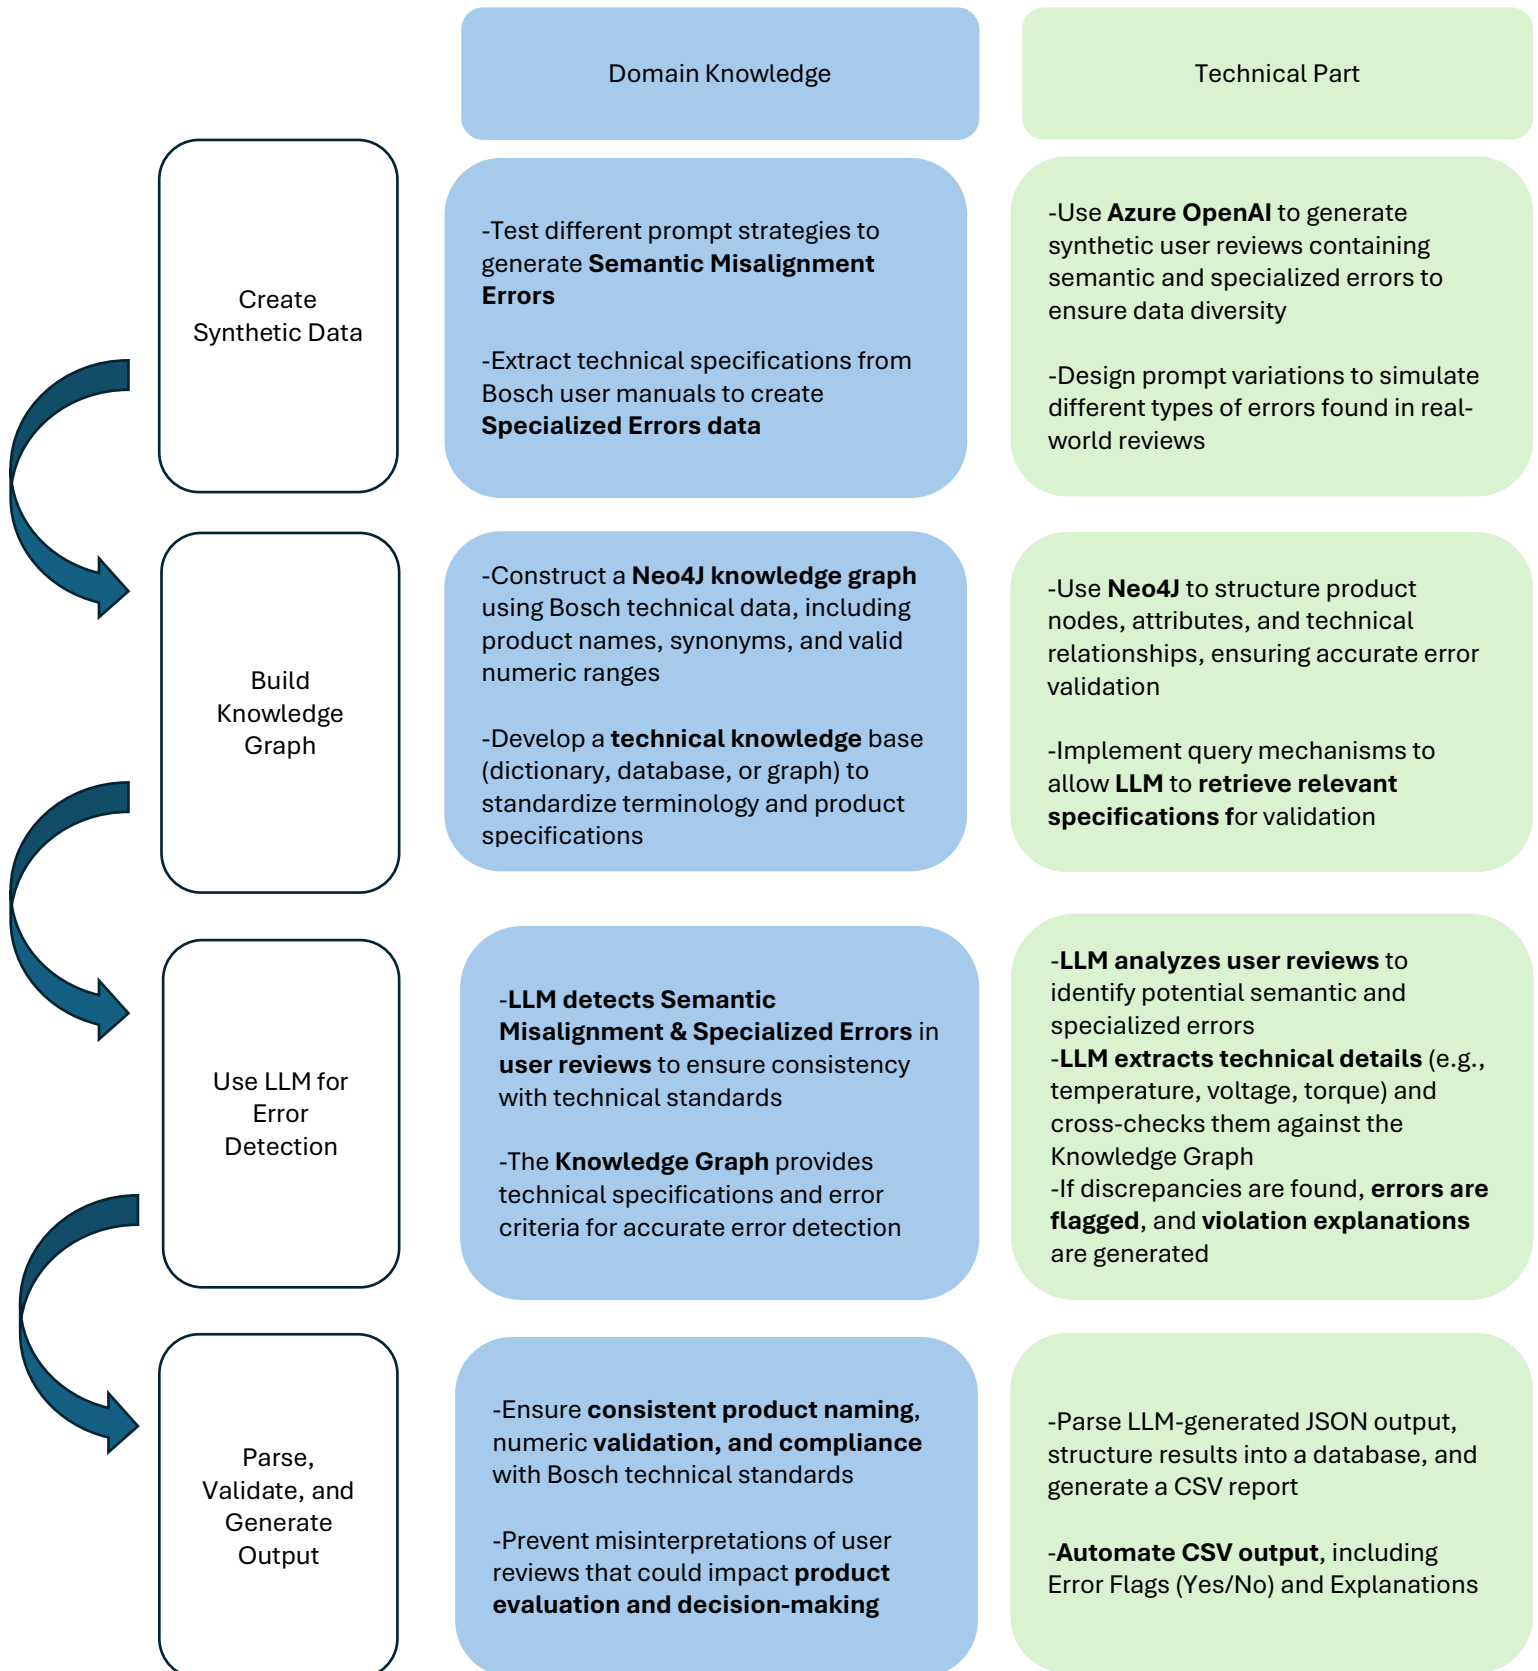 Domain Knowledge
Technical Part
Create
Synthetic Data
-Test different prompt strategies to
generate Semantic Misalignment
Errors
-Extract technical specifications from
Bosch user manuals to create
Specialized Errors data
-Use Azure OpenAI to generate
synthetic user reviews containing
semantic and specialized errors to
ensure data diversity
-Design prompt variations to simulate
different types of errors found in real-
world reviews
Build
Knowledge
Graph
-Construct a Neo4J knowledge graph
using Bosch technical data, including
product names, synonyms, and valid
numeric ranges
-Develop a technical knowledge base
(dictionary, database, or graph) to
standardize terminology and product
specifications
-Use Neo4J to structure product
nodes, attributes, and technical
relationships, ensuring accurate error
validation
-Implement query mechanisms to
allow LLM to retrieve relevant
specifications for validation
Use LLM for
Error
Detection
-LLM detects Semantic
Misalignment & Specialized Errors in
user reviews to ensure consistency
with technical standards
-The Knowledge Graph provides
technical specifications and error
criteria for accurate error detection
-LLM analyzes user reviews to
identify potential semantic and
specialized errors
-LLM extracts technical details (e.g.,
temperature, voltage, torque) and
cross-checks them against the
Knowledge Graph
-If discrepancies are found, errors are
flagged, and violation explanations
are generated
Parse,
Validate, and
Generate
Output
-Ensure consistent product naming,
numeric validation, and compliance
with Bosch technical standards
-Prevent misinterpretations of user
reviews that could impact product
evaluation and decision-making
-Parse LLM-generated JSON output,
structure results into a database, and
generate a CSV report
-Automate CSV output, including
Error Flags (Yes/No) and Explanations